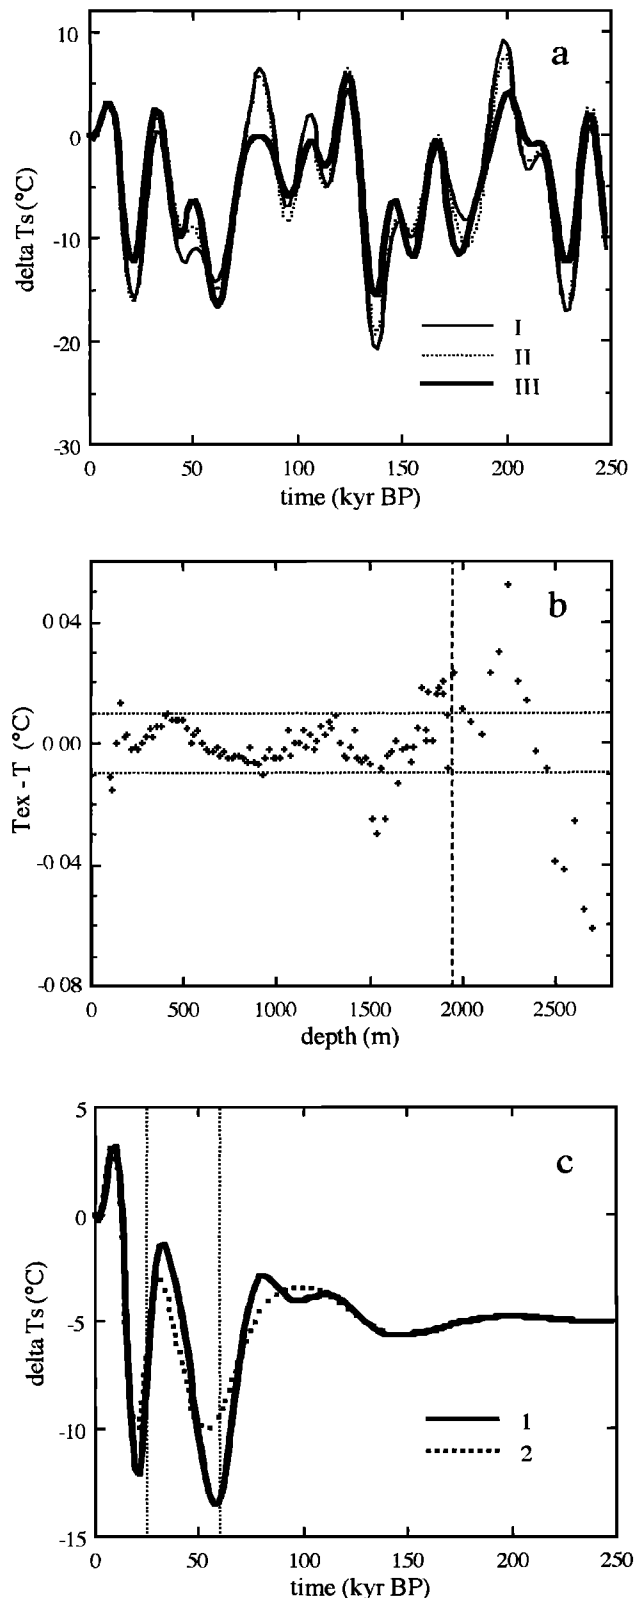 10
a
0
delta Ts (°C)
-10
I
II
-20
III
-30
0 50 100 150 200 250
time (kyr BP)
b
0 04
Tex - T (°C)
0.00
-0 04
-0 08
0 500 1000 1500 2000 2500
depth (m)
5
c
0
delta Ts (°C)
-5
1
-10
2
-15
0 50 100 150 200 250
time (kyr BP)